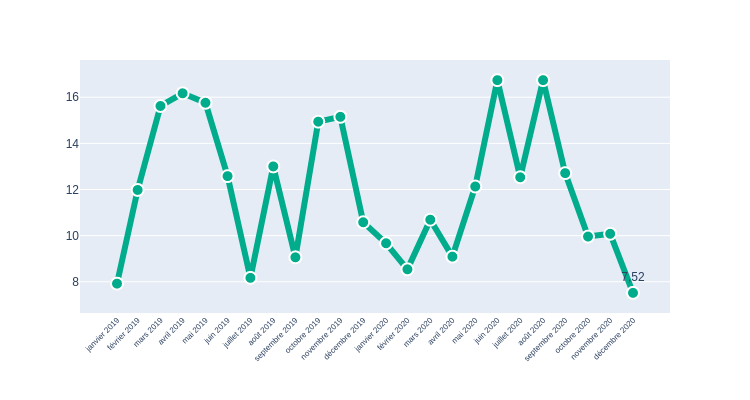 16
14
12
10
8
7.52
janvier 2019
février 2019
mars 2019
avril 2019
mai 2019
juin 2019
juillet 2019
août 2019
septembre 2019
octobre 2019
novembre 2019
décembre 2019
janvier 2020
février 2020
mars 2020
avril 2020
mai 2020
juin 2020
juillet 2020
août 2020
septembre 2020
octobre 2020
novembre 2020
décembre 2020